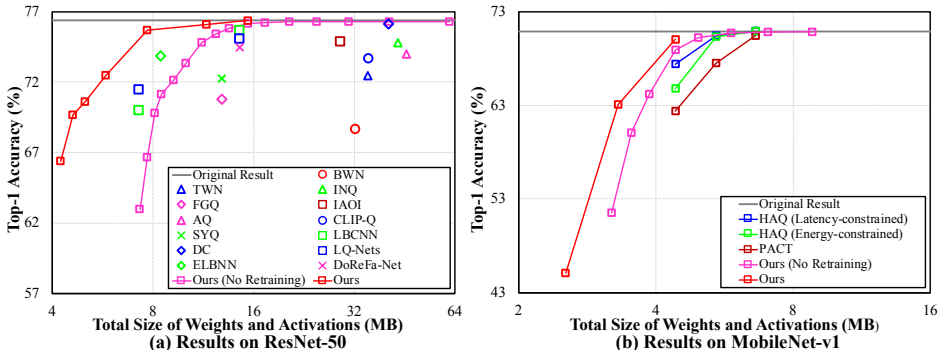 77
72
67
62
57
Top-1 Accuracy (%)
Original Result
BWN
TWN
INQ
FGQ
IAOI
AQ
CLIP-Q
SYQ
LBCNN
DC
LQ-Nets
ELBNN
DoReFa-Net
Ours (No Retraining)
Ours
4 8 16 32 64
Total Size of Weights and Activations (MB)
(a) Results on ResNet-50
73
63
53
43
Top-1 Accuracy (%)
Original Result
HAQ (Latency-constrained)
HAQ (Energy-constrained)
PACT
Ours (No Retraining)
Ours
2 4 8 16
Total Size of Weights and Activations (MB)
(b) Results on MobileNet-v1